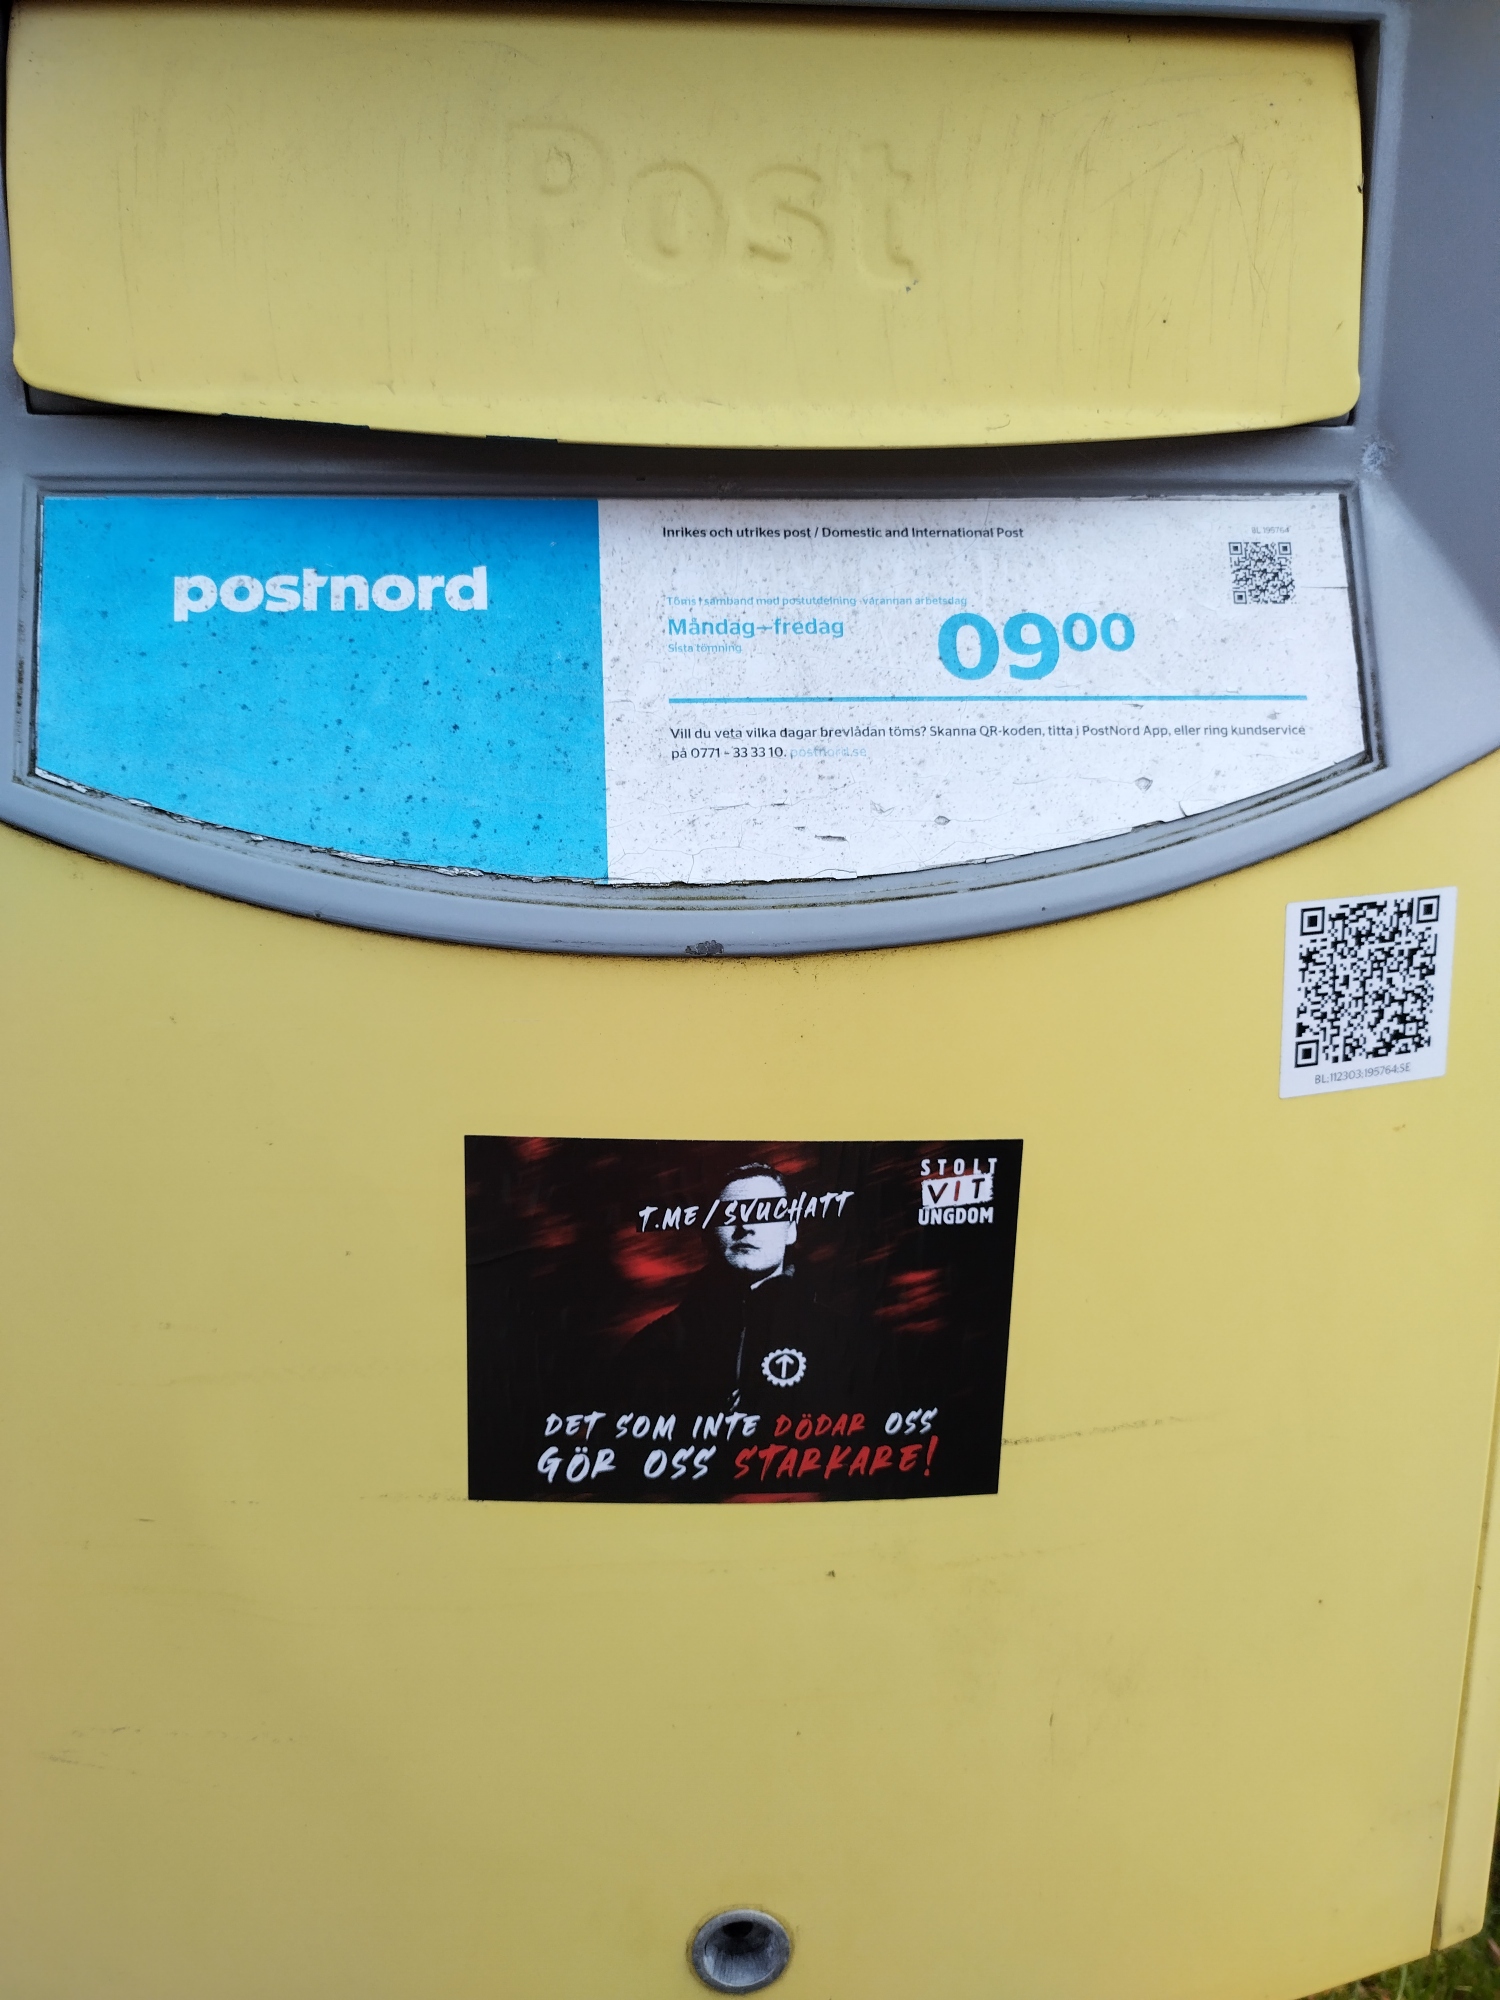 Post
postnord
Inrikes och utrikes post / Domestic and International Post
BL 195764
Töms i samband med postutdelning varannan arbetsdag
Måndag–fredag
0900
Sista tömning
Vill du veta vilka dagar brevlådan töms? Skanna QR-koden, titta i PostNord App, eller ring kundservice
på 0771 - 33 33 10. postnord.se
BL:112303:195764:SE
STOLT
VIT
UNGDOM
T.ME/SVUCHATT
DET SOM INTE DÖDAR OSS
GÖR OSS STARKARE!